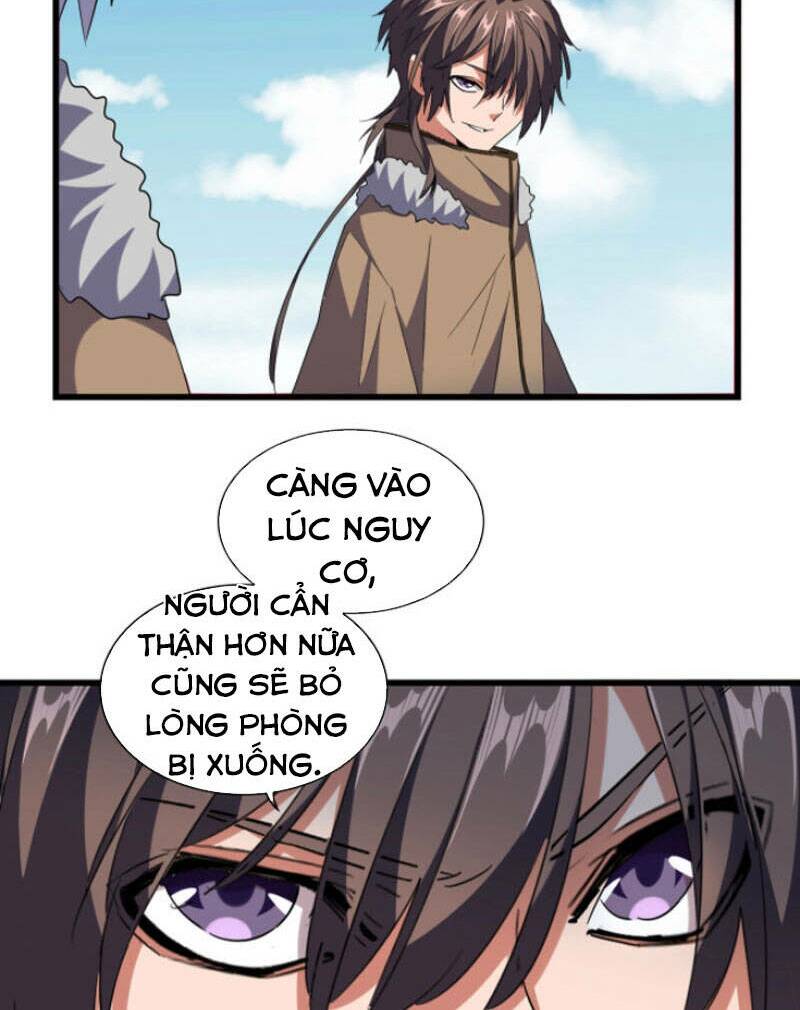 CÀNG VÀO
LÚC NGUY
CƠ,
NGƯỜI CẨN
THẬN HƠN NỮA
CŨNG SẼ BỎ
LÒNG PHÒNG
BỊ XUỐNG.